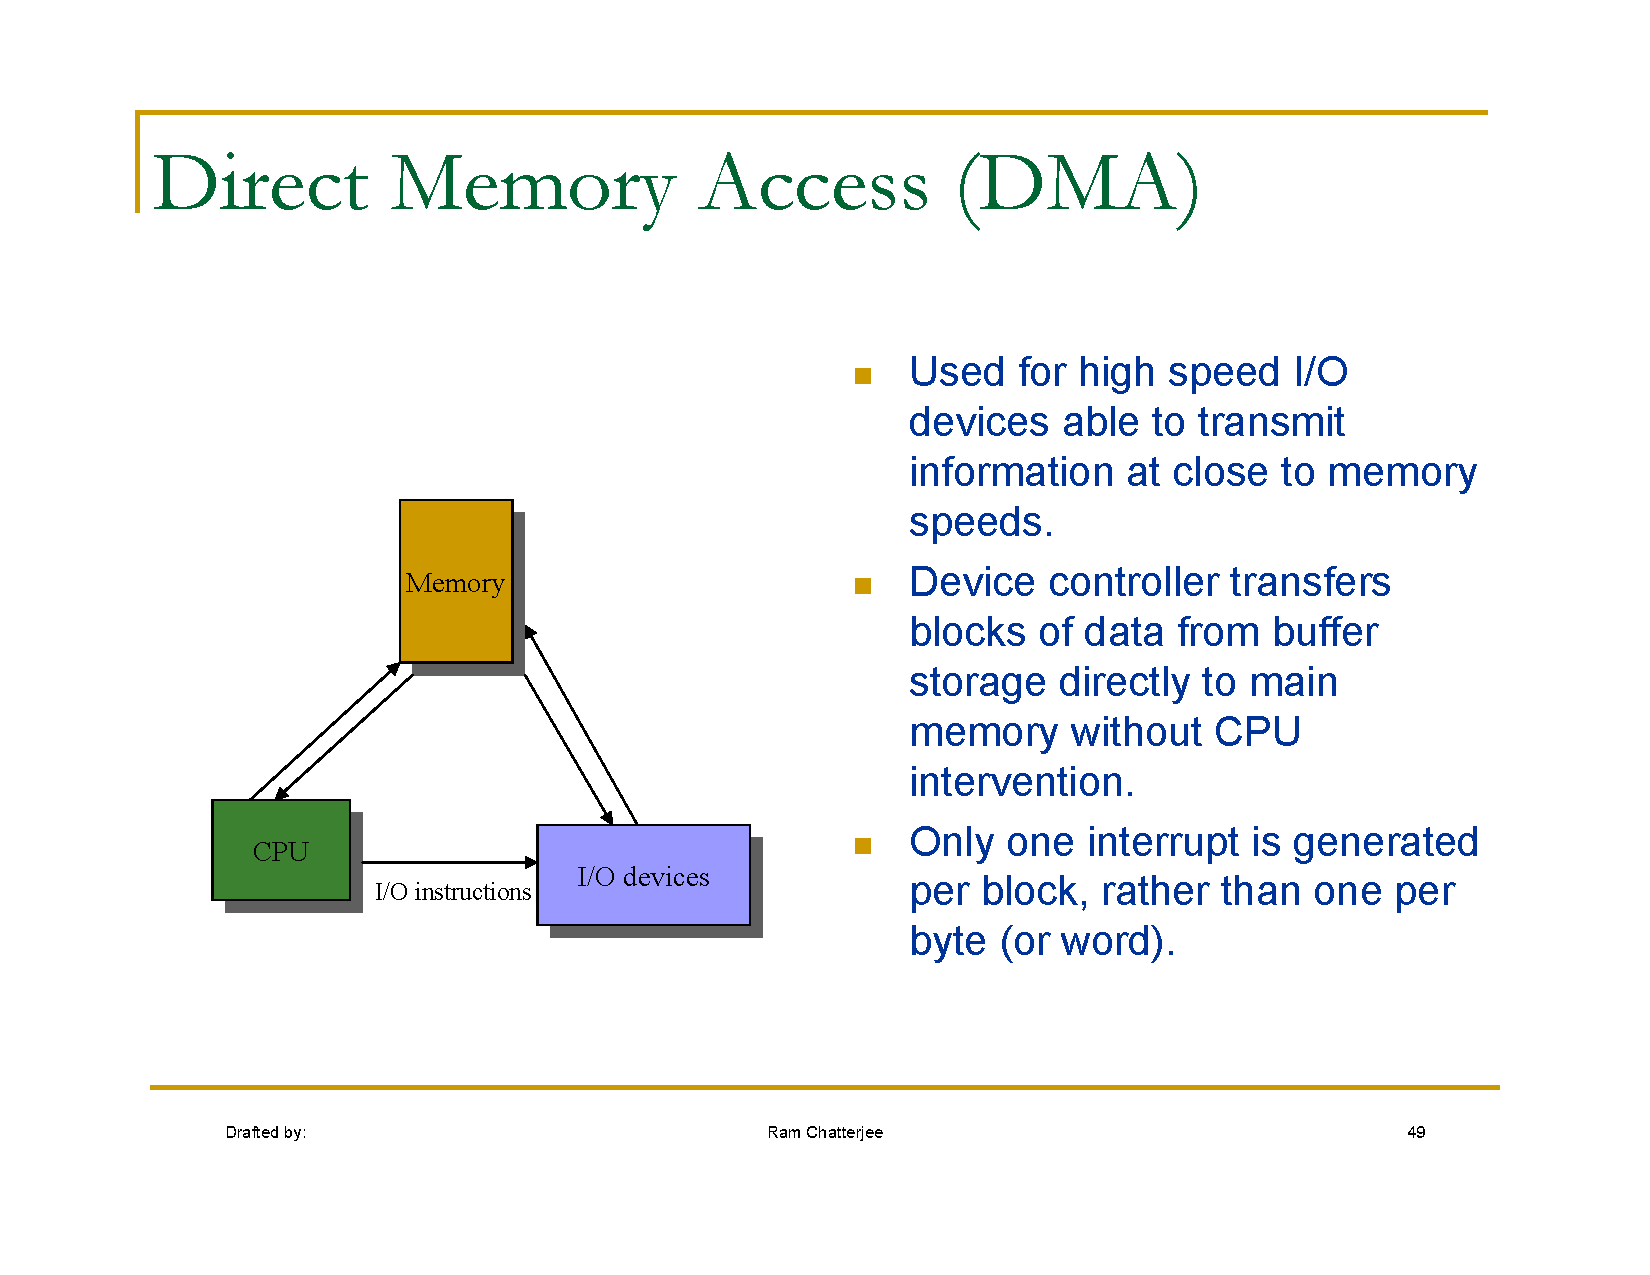 Direct Memory Access (DMA)
Used for high speed I/O
devices able to transmit
information at close to memory
speeds.
Device controller transfers
blocks of data from buffer
storage directly to main
memory without CPU
intervention.
Only one interrupt is generated
per block, rather than one per
byte (or word).
Memory
CPU
I/O instructions
I/O devices
Drafted by:
Ram Chatterjee
49